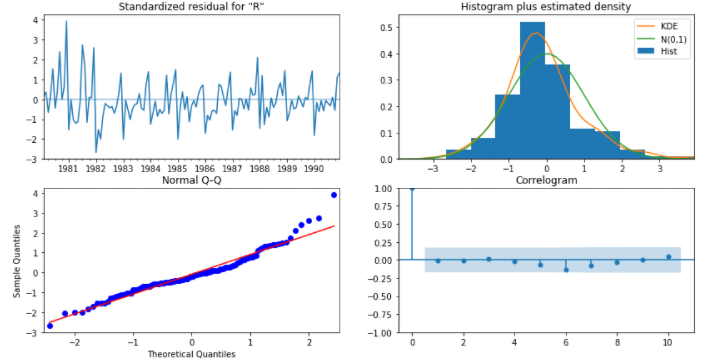 Standardized residual for "R"
4
3
2
1
0
−1
−2
−3
1981 1982 1983 1984 1985 1986 1987 1988 1989 1990
Histogram plus estimated density
KDE
N(0,1)
Hist
0.5
0.4
0.3
0.2
0.1
0.0
−3 −2 −1 0 1 2 3
Normal Q-Q
Sample Quantiles
4
3
2
1
0
−1
−2
−3
−2 −1 0 1 2
Theoretical Quantiles
Correlogram
1.00
0.75
0.50
0.25
0.00
−0.25
−0.50
−0.75
−1.00
0 2 4 6 8 10